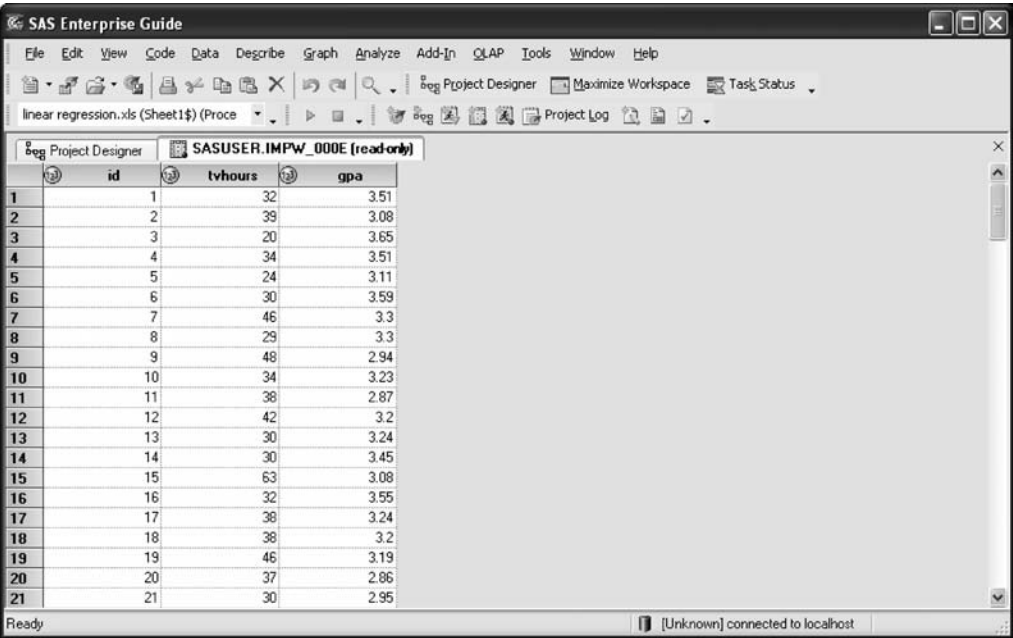 SAS Enterprise Guide
File Edit View Code Data Describe Graph Analyze Add-In OLAP Tools Window Help
Project Designer Maximize Workspace Task Status
linear regression.xls (Sheet1$) (Proce Project Log
Project Designer SASUSER.IMPW_000E (read-only)
id tvhours gpa
1 1 32 3.51
2 2 39 3.08
3 3 20 3.65
4 4 34 3.51
5 5 24 3.11
6 6 30 3.59
7 7 46 3.3
8 8 29 3.3
9 9 48 2.94
10 10 34 3.23
11 11 38 2.87
12 12 42 3.2
13 13 30 3.24
14 14 30 3.45
15 15 63 3.08
16 16 32 3.55
17 17 38 3.24
18 18 38 3.2
19 19 46 3.19
20 20 37 2.86
21 21 30 2.95
Ready [Unknown] connected to localhost